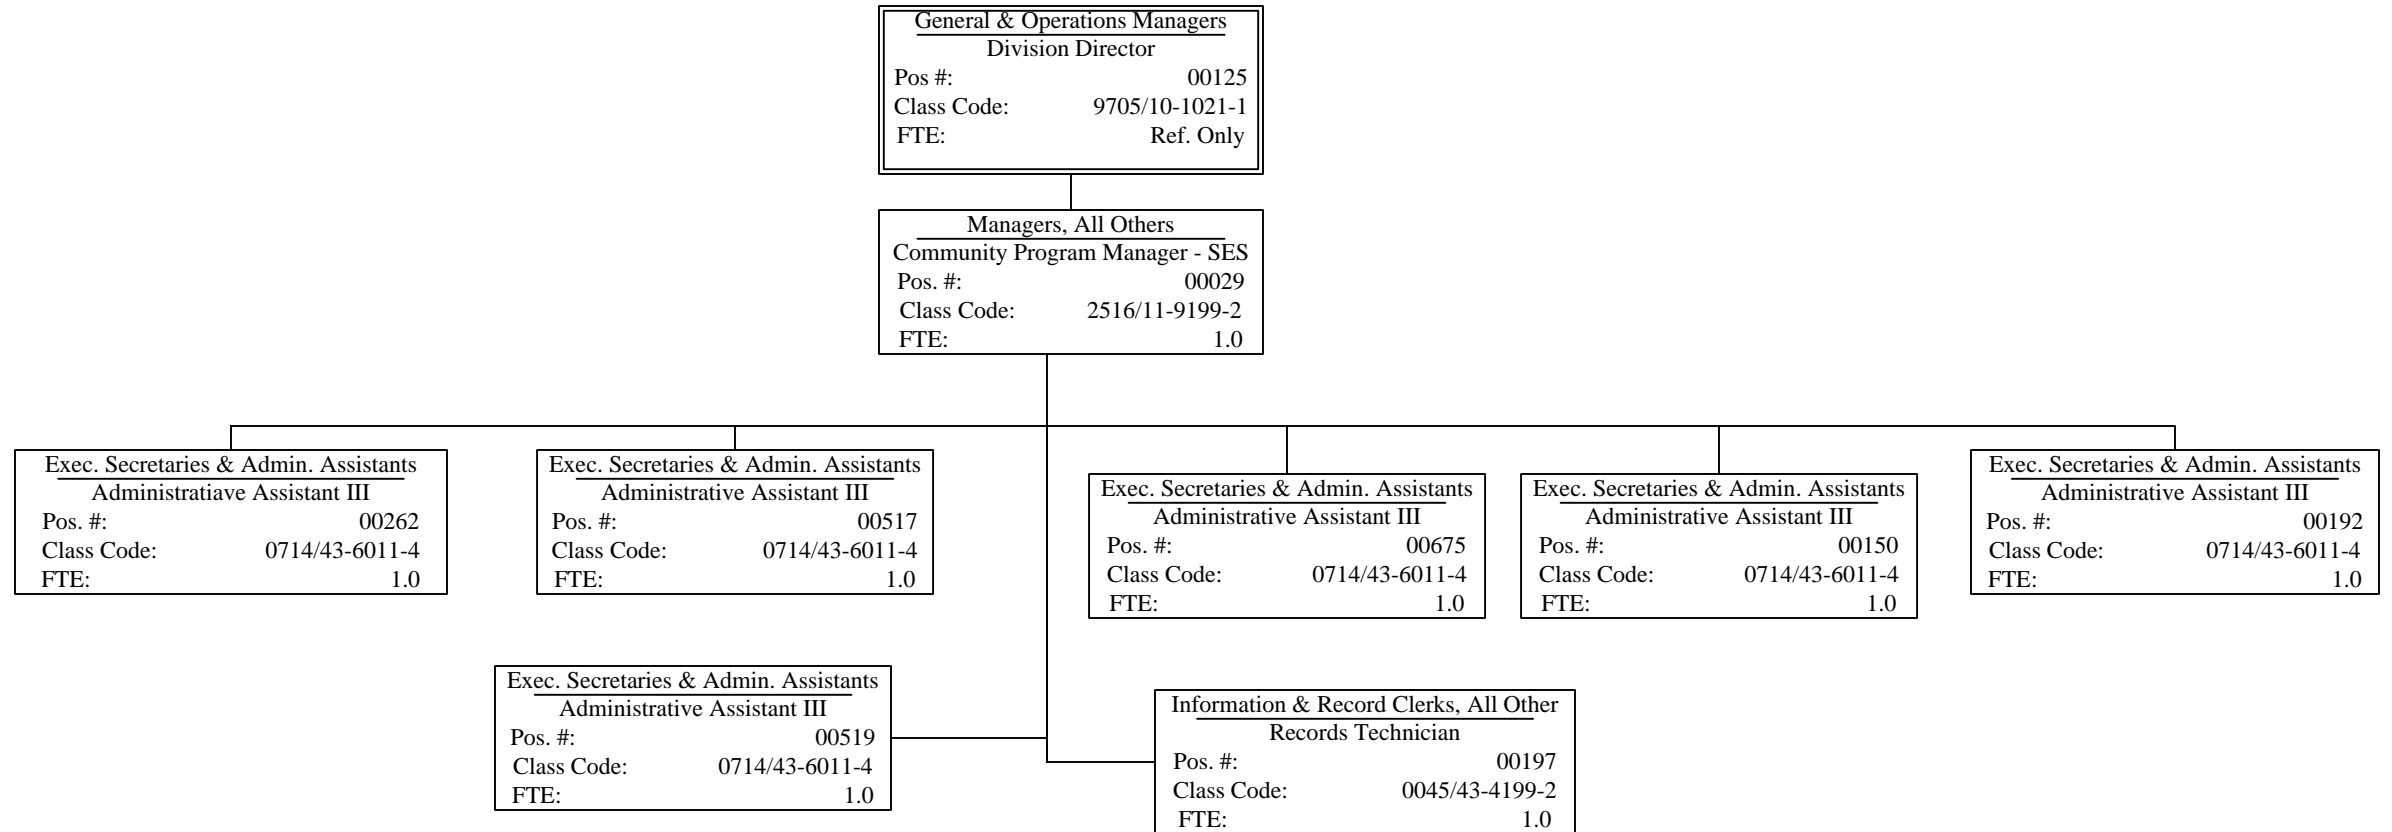 General & Operations Managers
Division Director
Pos #: 00125
Class Code: 9705/10-1021-1
FTE: Ref. Only
Managers, All Others
Community Program Manager - SES
Pos. #: 00029
Class Code: 2516/11-9199-2
FTE: 1.0
Exec. Secretaries & Admin. Assistants
Administratiave Assistant III
Pos. #: 00262
Class Code: 0714/43-6011-4
FTE: 1.0
Exec. Secretaries & Admin. Assistants
Administrative Assistant III
Pos. #: 00517
Class Code: 0714/43-6011-4
FTE: 1.0
Exec. Secretaries & Admin. Assistants
Administrative Assistant III
Pos. #: 00675
Class Code: 0714/43-6011-4
FTE: 1.0
Exec. Secretaries & Admin. Assistants
Administrative Assistant III
Pos. #: 00150
Class Code: 0714/43-6011-4
FTE: 1.0
Exec. Secretaries & Admin. Assistants
Administrative Assistant III
Pos. #: 00192
Class Code: 0714/43-6011-4
FTE: 1.0
Exec. Secretaries & Admin. Assistants
Administrative Assistant III
Pos. #: 00519
Class Code: 0714/43-6011-4
FTE: 1.0
Information & Record Clerks, All Other
Records Technician
Pos. #: 00197
Class Code: 0045/43-4199-2
FTE: 1.0